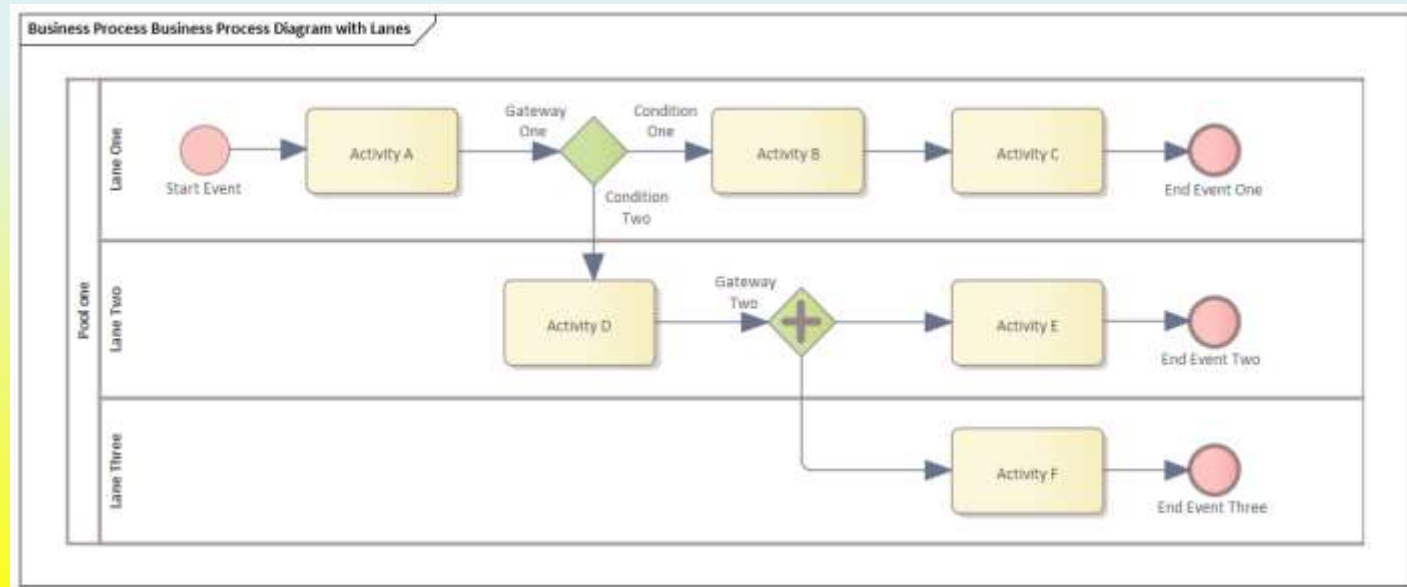 Business Process Business Process Diagram with Lanes
Pool one
Lane One
Start Event
Activity A
Gateway
One
Condition
One
Condition
Two
Activity B
Activity C
End Event One
Lane Two
Activity D
Gateway
Two
Activity E
End Event Two
Lane Three
Activity F
End Event Three